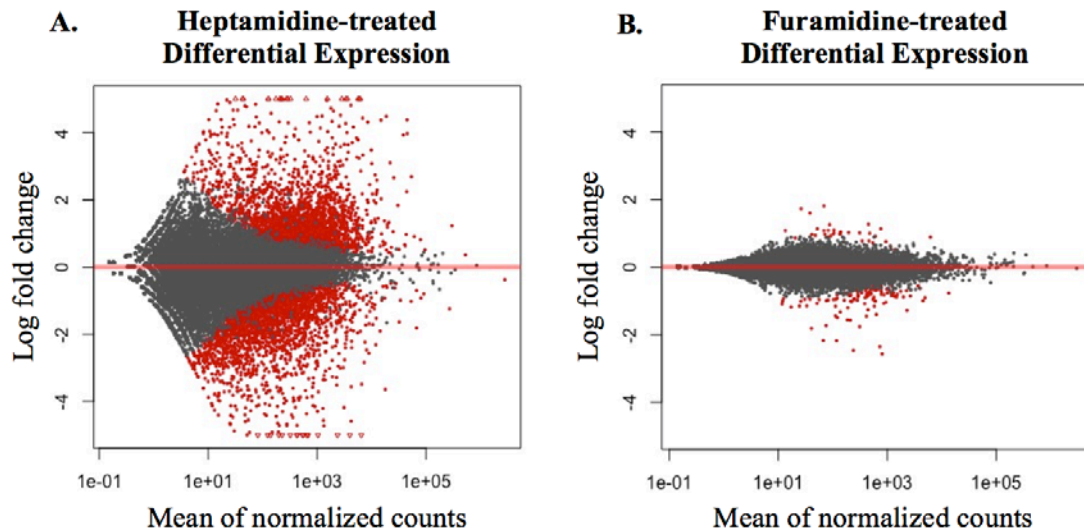 A.
Heptamidine-treated
Differential Expression
Log fold change
4
2
0
-2
-4
1e-01
1e+01
1e+03
1e+05
Mean of normalized counts
B.
Furamidine-treated
Differential Expression
Log fold change
4
2
0
-2
-4
1e-01
1e+01
1e+03
1e+05
Mean of normalized counts